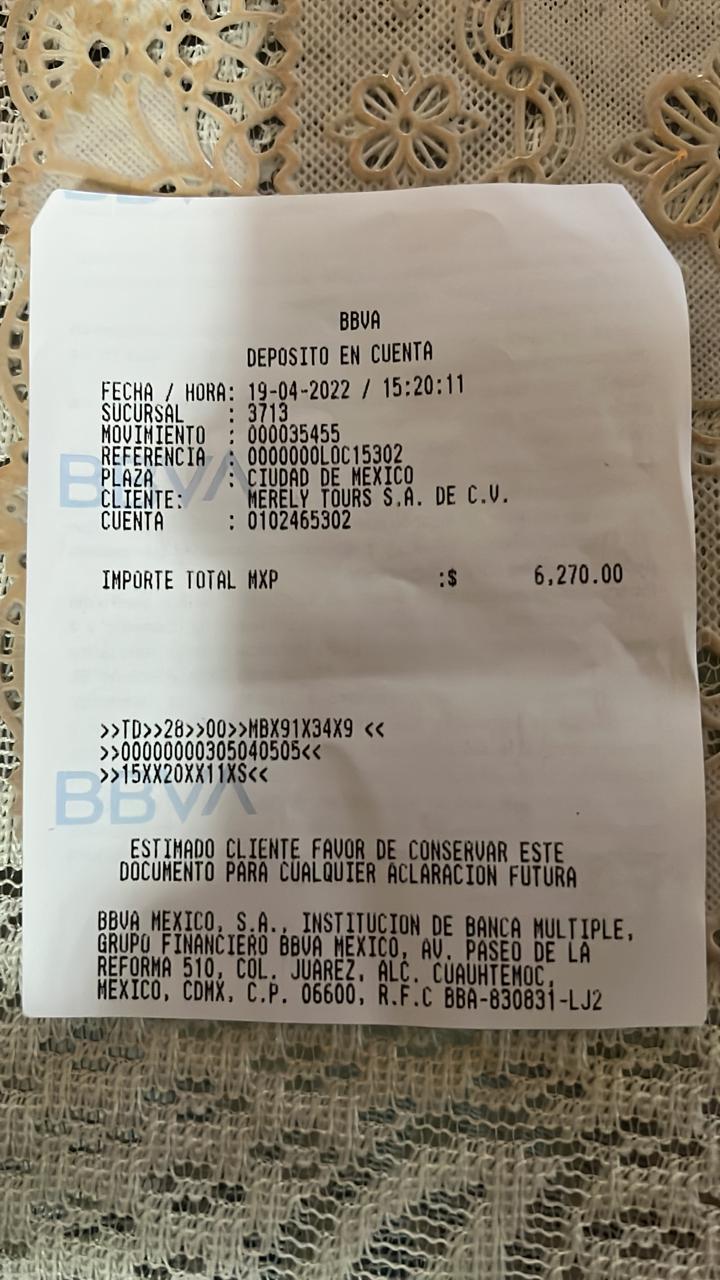 BBVA
DEPOSITO EN CUENTA
FECHA / HORA: 19-04-2022 / 15:20:11
SUCURSAL : 3713
MOVIMIENTO : 000035455
REFERENCIA : 0000000LOC15302
PLAZA : CIUDAD DE MEXICO
CLIENTE: MERELY TOURS S.A. DE C.V.
CUENTA : 0102465302
IMPORTE TOTAL MXP :$ 6,270.00
>>TD>>28>>00>>MBX91X34X9 <<
>>00000000305040505<<
>>15XX20XX11XS<<
BBVA
ESTIMADO CLIENTE FAVOR DE CONSERVAR ESTE
DOCUMENTO PARA CUALQUIER ACLARACION FUTURA
BBVA MEXICO, S.A., INSTITUCION DE BANCA MULTIPLE,
GRUPO FINANCIERO BBVA MEXICO, AV. PASEO DE LA
REFORMA 510, COL. JUAREZ, ALC. CUAUHTEMOC,
MEXICO, CDMX, C.P. 06600, R.F.C BBA-830831-LJ2